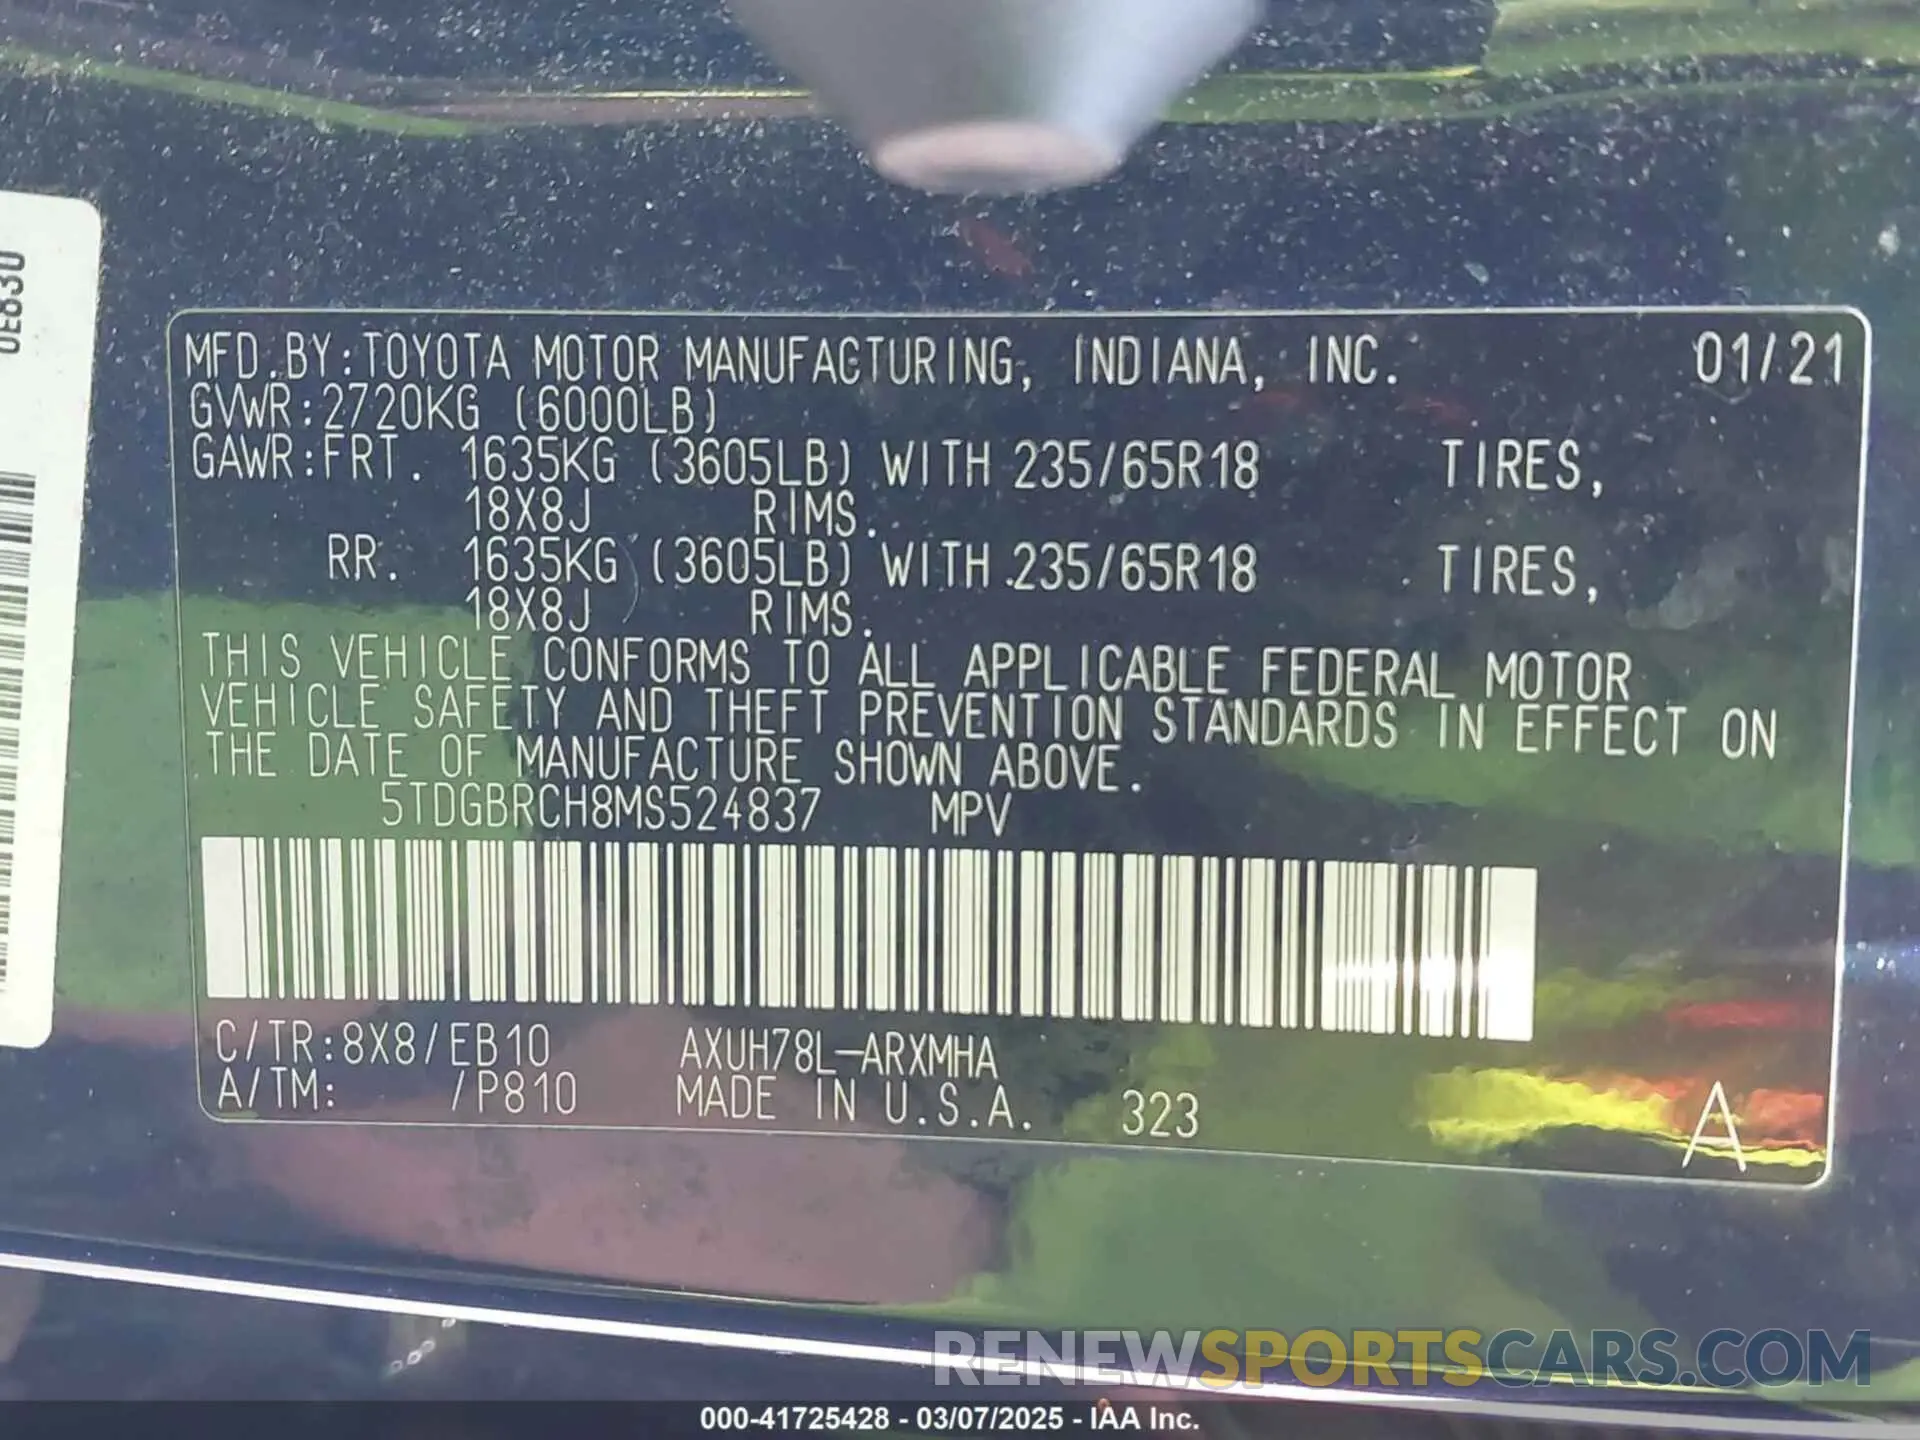 0E830
MFD.BY:TOYOTA MOTOR MANUFACTURING, INDIANA, INC. 01/21
GVWR:2720KG (6000LB)
GAWR:FRT. 1635KG (3605LB) WITH 235/65R18 TIRES,
18X8J RIMS.
RR. 1635KG (3605LB) WITH 235/65R18 TIRES,
18X8J RIMS.
THIS VEHICLE CONFORMS TO ALL APPLICABLE FEDERAL MOTOR
VEHICLE SAFETY AND THEFT PREVENTION STANDARDS IN EFFECT ON
THE DATE OF MANUFACTURE SHOWN ABOVE.
5TDGBRCH8MS524837 MPV
C/TR:8X8/EB10 AXUH78L-ARXMHA
A/TM: /P810 MADE IN U.S.A. 323 A
RENEWSPORTSCARS.COM
000-41725428 - 03/07/2025 - IAA Inc.